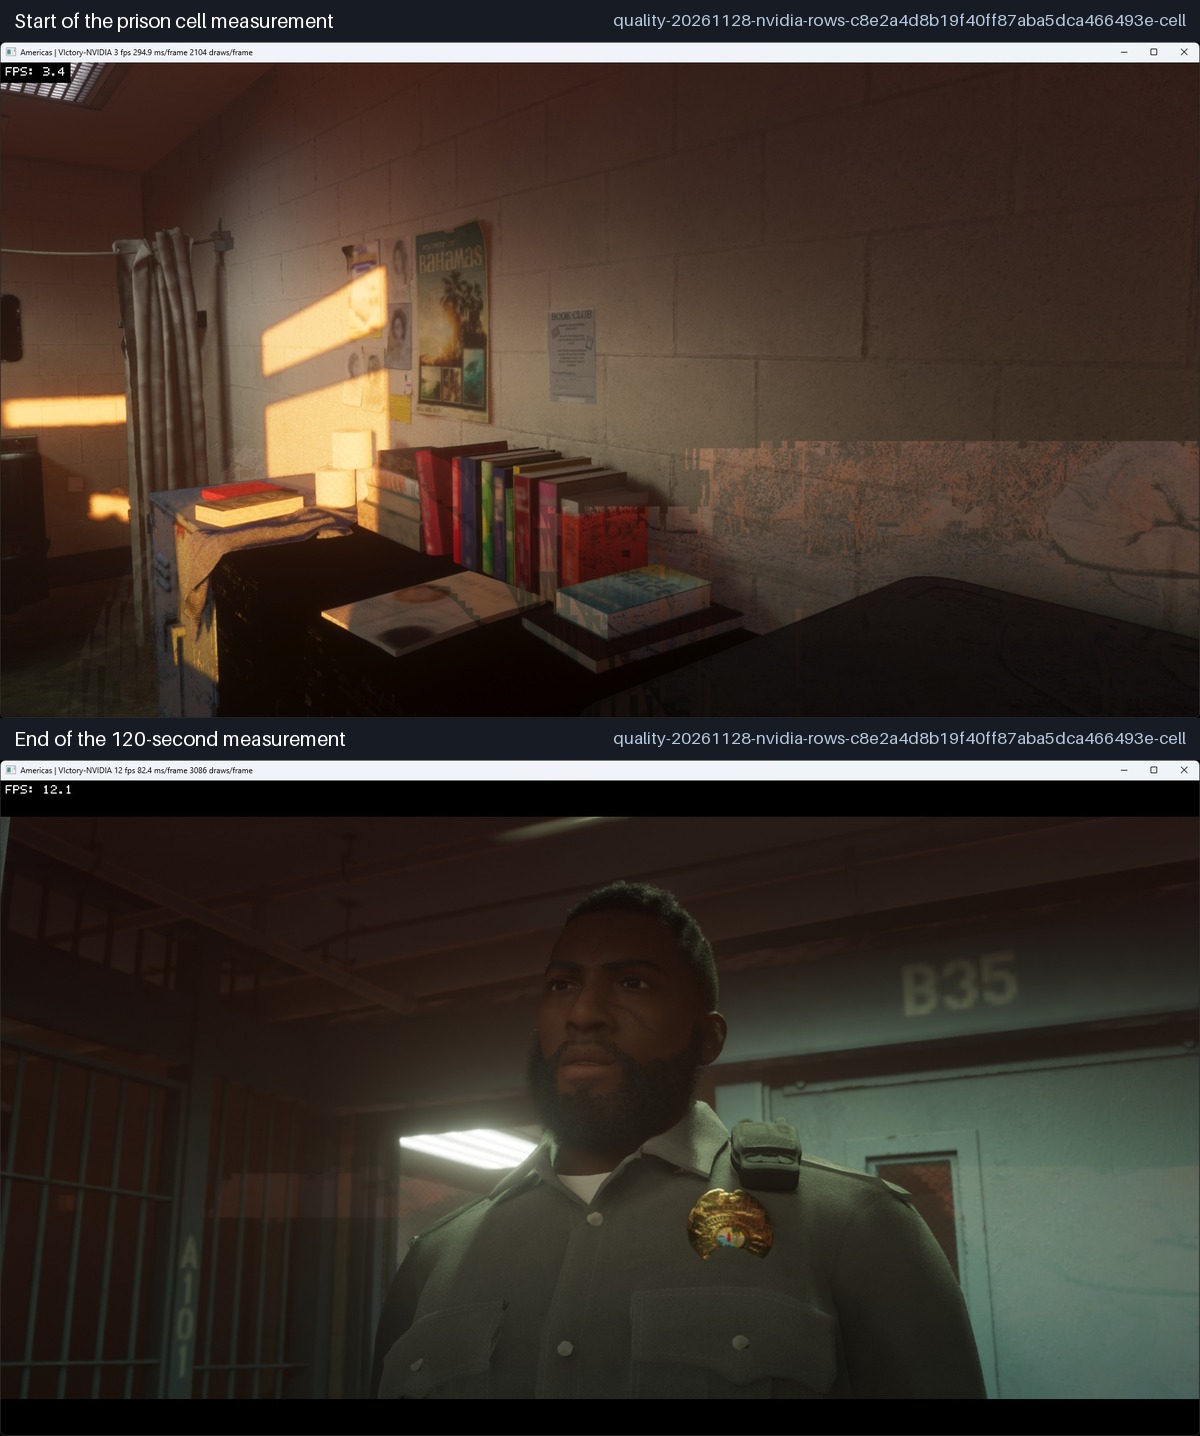 Start of the prison cell measurement
quality-20261128-nvidia-rows-c8e2a4d8b19f40ff87aba5dca466493e-cell
Americas | VIctory-NVIDIA 3 fps 294.9 ms/frame 2104 draws/frame
FPS: 3.4
BAHAMAS
BOOK CLUB
End of the 120-second measurement
quality-20261128-nvidia-rows-c8e2a4d8b19f40ff87aba5dca466493e-cell
Americas | VIctory-NVIDIA 12 fps 82.4 ms/frame 3086 draws/frame
FPS: 12.1
B35
A101